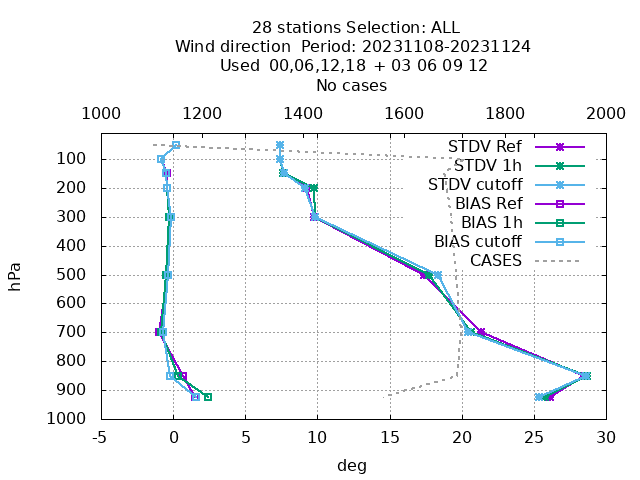 28 stations Selection: ALL
Wind direction  Period: 20231108-20231124
Used  00,06,12,18 + 03 06 09 12
No cases
1000 1200 1400 1600 1800 2000
STDV Ref
STDV 1h
STDV cutoff
BIAS Ref
BIAS 1h
BIAS cutoff
CASES
hPa
100
200
300
400
500
600
700
800
900
1000
-5 0 5 10 15 20 25 30
deg